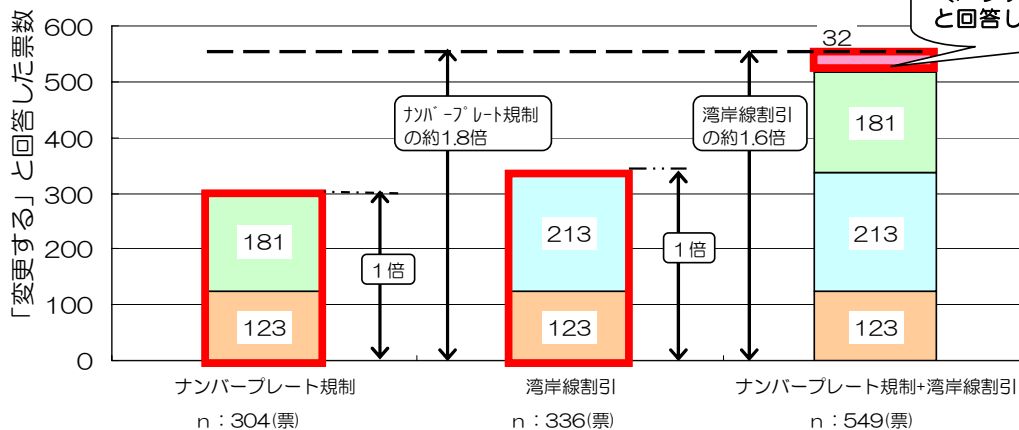 と回答し
「変更する」と回答した票数
600
500
400
300
200
100
0
32
ﾅﾝﾊﾞｰﾌﾟﾚｰﾄ規制
の約1.8倍
湾岸線割引
の約1.6倍
181
213
123
1倍
181
123
1倍
213
123
ナンバープレート規制
湾岸線割引
ナンバープレート規制+湾岸線割引
n：304(票)
n：336(票)
n：549(票)